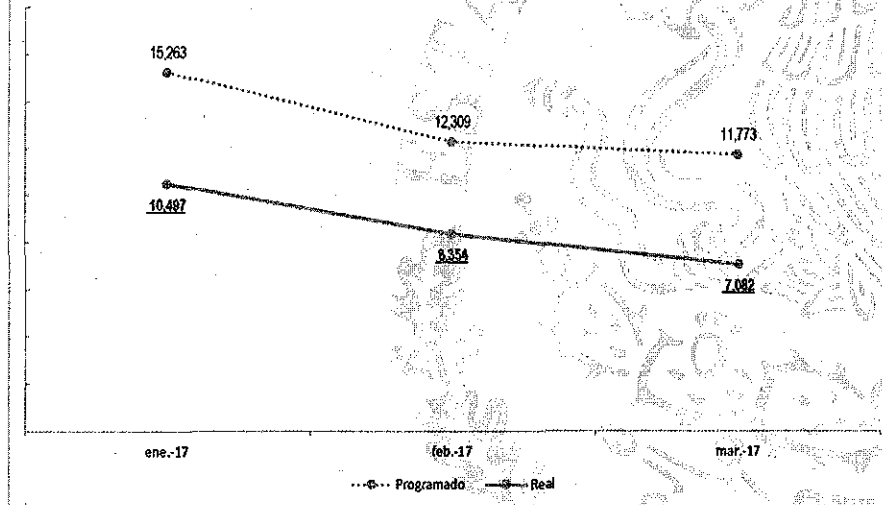 15,263
12,309
11,773
10,497
8,354
7,082
ene.-17
feb.-17
mar.-17
Programado
Real